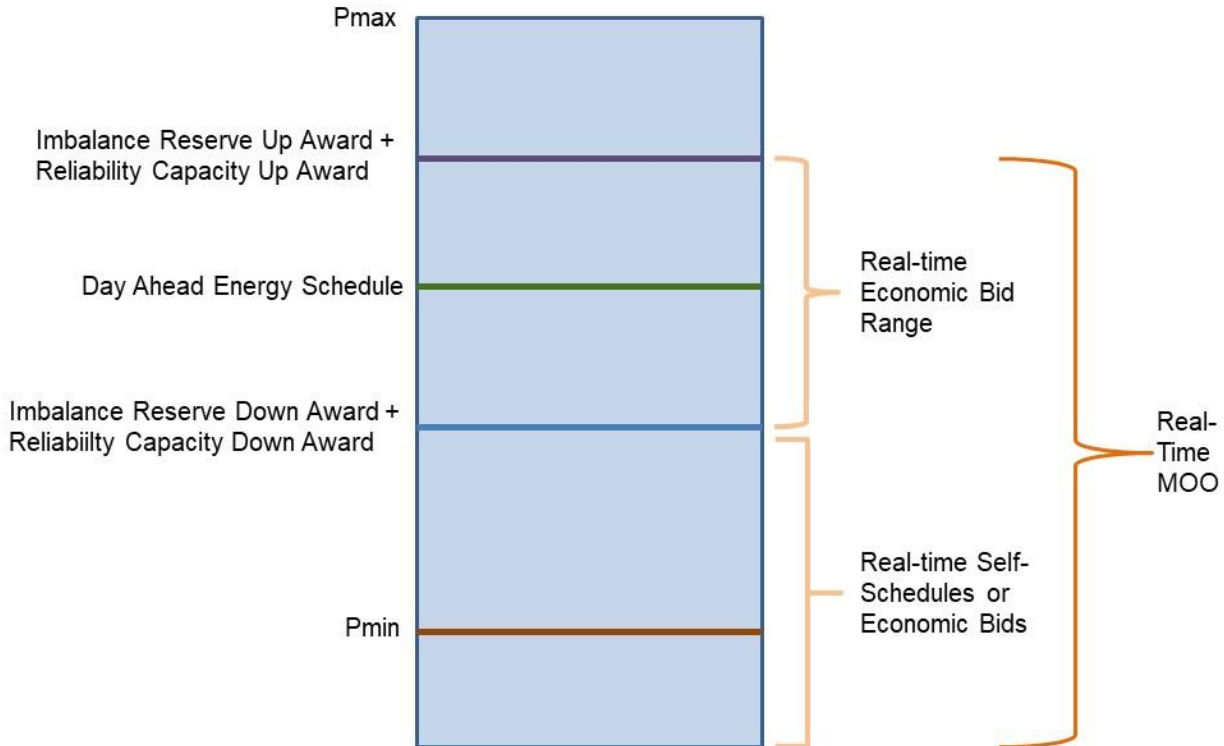 Pmax
Imbalance Reserve Up Award +
Reliability Capacity Up Award
Real-time
Economic Bid
Range
Day Ahead Energy Schedule
Imbalance Reserve Down Award +
Reliabiilty Capacity Down Award
Real-
Time
MOO
Real-time Self-
Schedules or
Economic Bids
Pmin